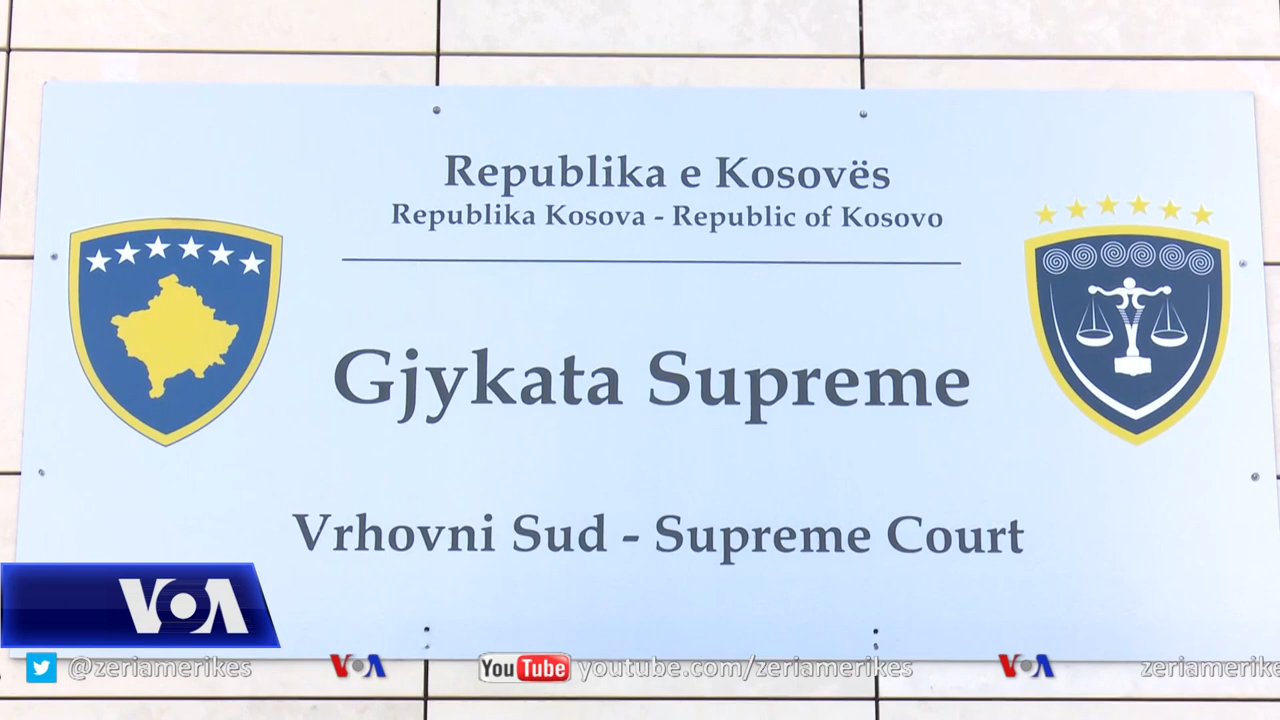 Republika e Kosovës
Republika Kosova - Republic of Kosovo
Gjykata Supreme
Vrhovni Sud - Supreme Court
VOA
@zeriamerikes VOA YouTube youtube.com/zeriamerikes VOA zeriamerikes